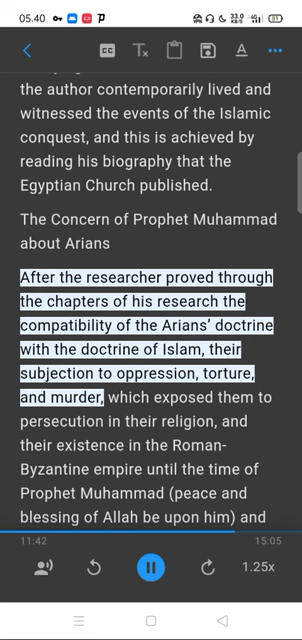 05.40
33.0 KB/S
4G
81
CC
the author contemporarily lived and
witnessed the events of the Islamic
conquest, and this is achieved by
reading his biography that the
Egyptian Church published.
The Concern of Prophet Muhammad
about Arians
After the researcher proved through
the chapters of his research the
compatibility of the Arians’ doctrine
with the doctrine of Islam, their
subjection to oppression, torture,
and murder, which exposed them to
persecution in their religion, and
their existence in the Roman-
Byzantine empire until the time of
Prophet Muhammad (peace and
blessing of Allah be upon him) and
11:42
15:05
1.25x